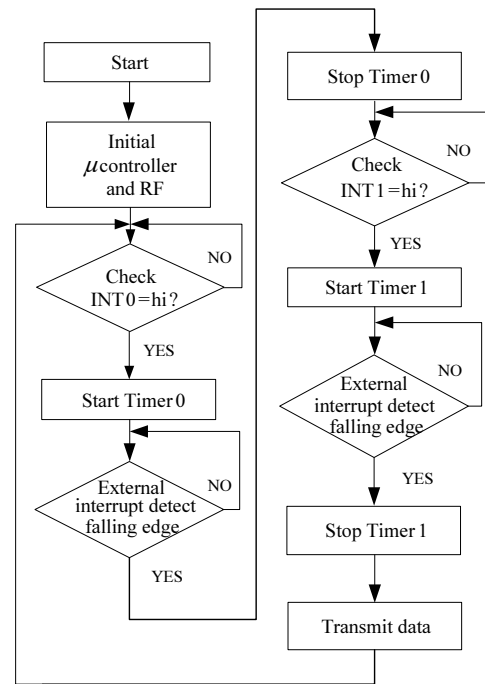 Start
Initial
μcontroller
and RF
NO
Check
INT0=hi?
YES
Start Timer 0
NO
External
interrupt detect
falling edge
YES
Stop Timer 0
NO
Check
INT1=hi?
YES
Start Timer 1
NO
External
interrupt detect
falling edge
YES
Stop Timer 1
Transmit data